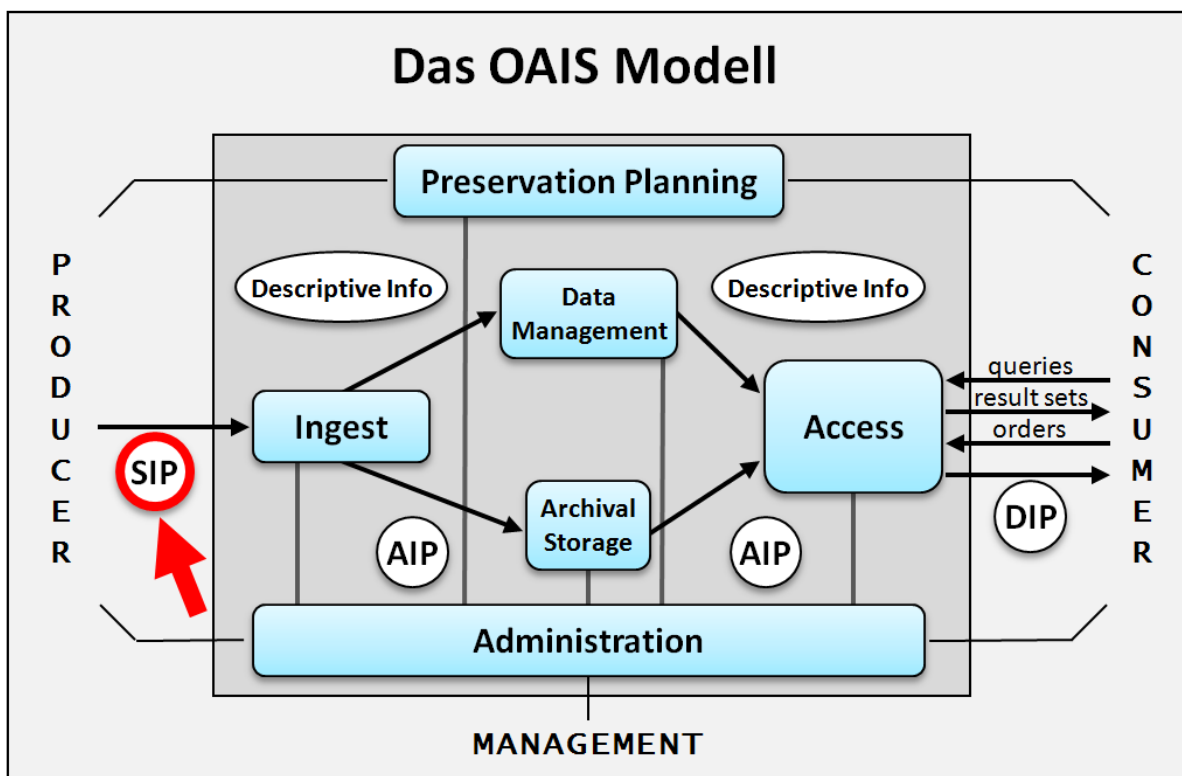 Das OAIS Modell
Preservation Planning
PRODUCER
Descriptive Info
Data
Management
Descriptive Info
CONSUMER
queries
result sets
orders
Ingest
Access
SIP
Archival
Storage
AIP
AIP
DIP
Administration
MANAGEMENT